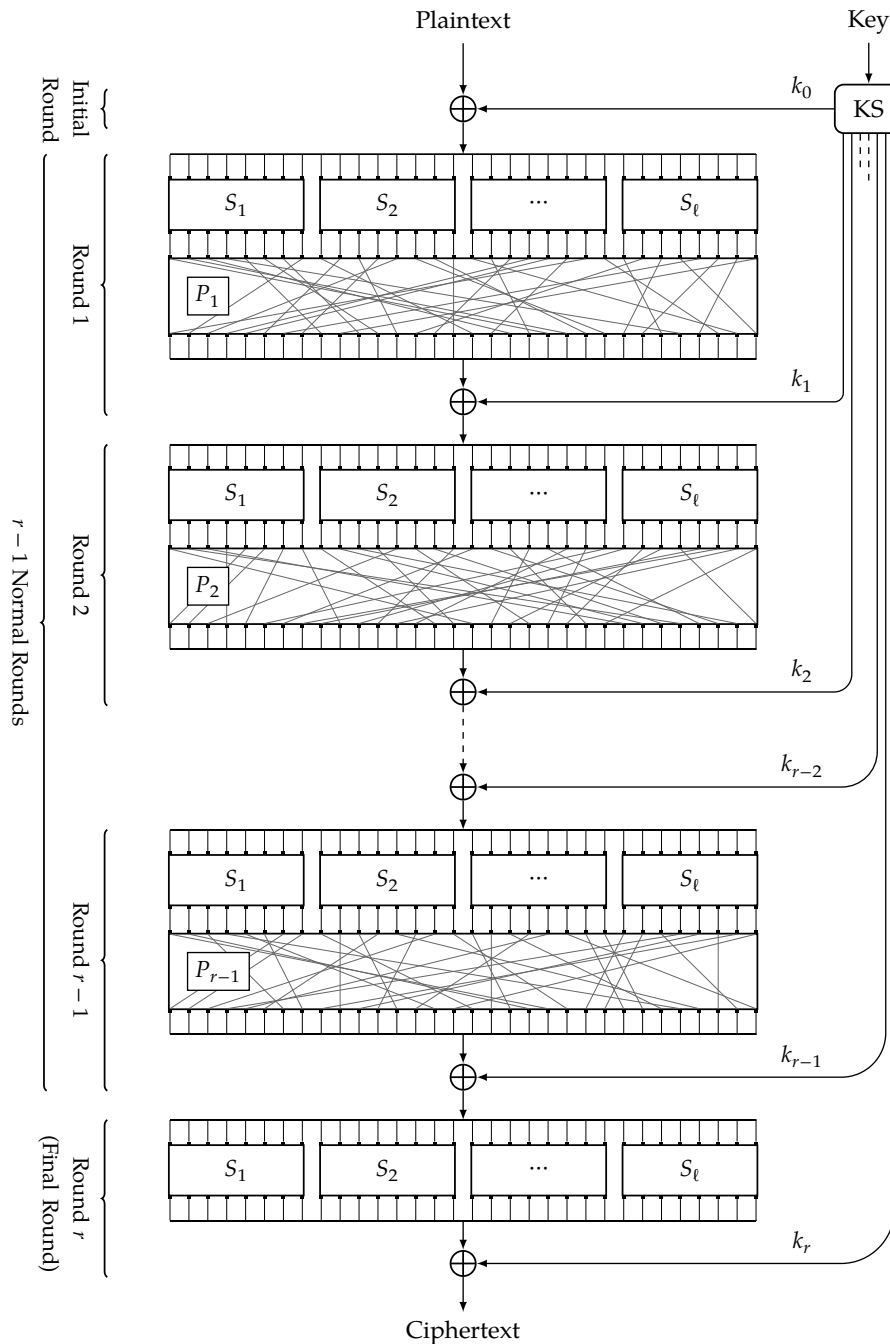 Plaintext
Key
Initial
Round
k₀
KS
Round 1
S₁ S₂ ··· Sℓ
P₁
k₁
r − 1 Normal Rounds
Round 2
S₁ S₂ ··· Sℓ
P₂
k₂
kᵣ₋₂
Round r − 1
S₁ S₂ ··· Sℓ
Pᵣ₋₁
kᵣ₋₁
Round r
(Final Round)
S₁ S₂ ··· Sℓ
kᵣ
Ciphertext